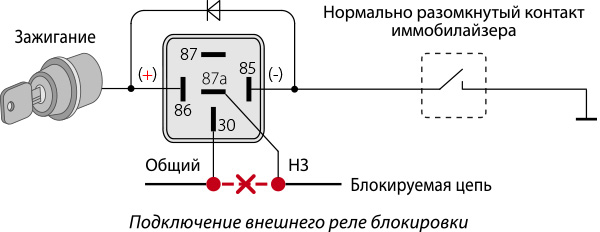 Нормально разомкнутый контакт
иммобилайзера
Зажигание
87
(+)
87a
85
(-)
86
30
Общий
НЗ
Блокируемая цепь
Подключение внешнего реле блокировки